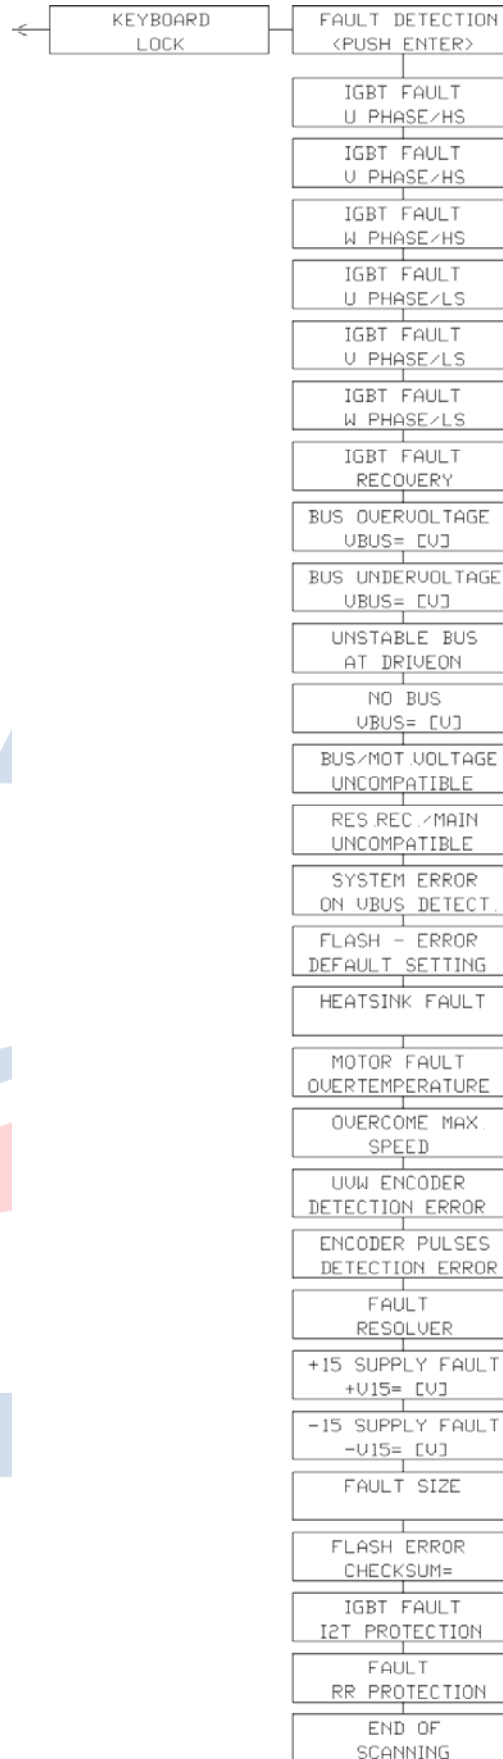 KEYBOARD
LOCK
FAULT DETECTION
<PUSH ENTER>
IGBT FAULT
U PHASE/HS
IGBT FAULT
V PHASE/HS
IGBT FAULT
W PHASE/HS
IGBT FAULT
U PHASE/LS
IGBT FAULT
V PHASE/LS
IGBT FAULT
W PHASE/LS
IGBT FAULT
RECOVERY
BUS OVERVOLTAGE
VBUS= [V]
BUS UNDERVOLTAGE
VBUS= [V]
UNSTABLE BUS
AT DRIVEON
NO BUS
VBUS= [V]
BUS/MOT.VOLTAGE
UNCOMPATIBLE
RES.REC./MAIN
UNCOMPATIBLE
SYSTEM ERROR
ON VBUS DETECT.
FLASH - ERROR
DEFAULT SETTING
HEATSINK FAULT
MOTOR FAULT
OVERTEMPERATURE
OVERCOME MAX.
SPEED
UVW ENCODER
DETECTION ERROR
ENCODER PULSES
DETECTION ERROR
FAULT
RESOLVER
+15 SUPPLY FAULT
+V15= [V]
-15 SUPPLY FAULT
-V15= [V]
FAULT SIZE
FLASH ERROR
CHECKSUM=
IGBT FAULT
I2T PROTECTION
FAULT
RR PROTECTION
END OF
SCANNING